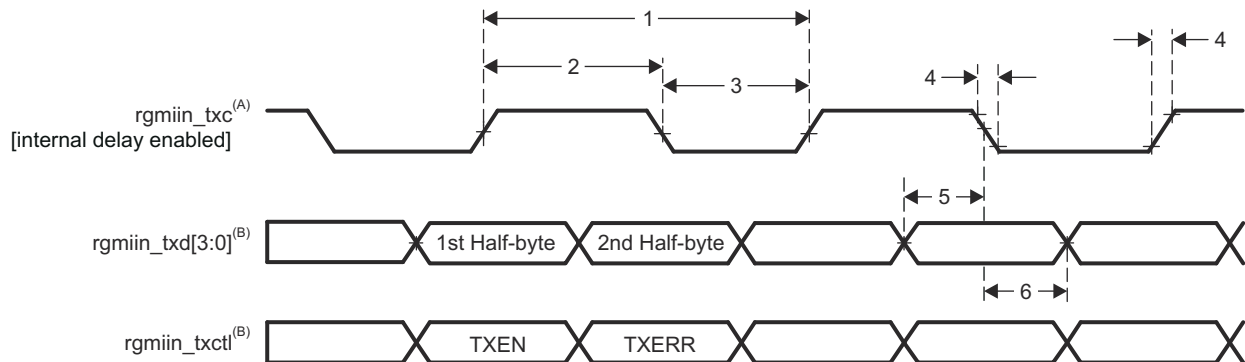 1
2
3
4
4
rgmiin_txc(A)
[internal delay enabled]
5
rgmiin_txd[3:0](B)
1st Half-byte
2nd Half-byte
6
rgmiin_txctl(B)
TXEN
TXERR